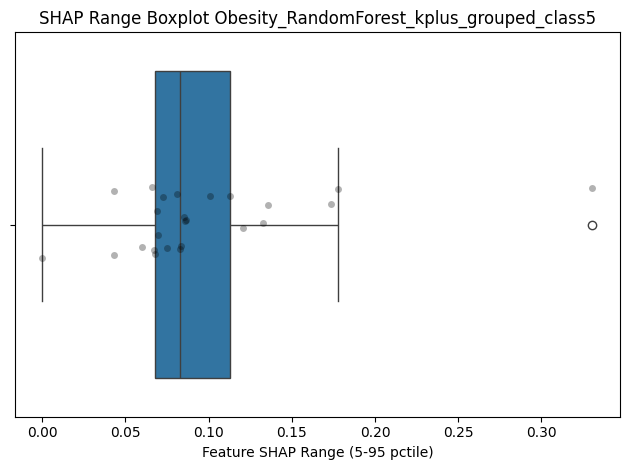 SHAP Range Boxplot Obesity_RandomForest_kplus_grouped_class5
0.00 0.05 0.10 0.15 0.20 0.25 0.30
Feature SHAP Range (5-95 pctile)